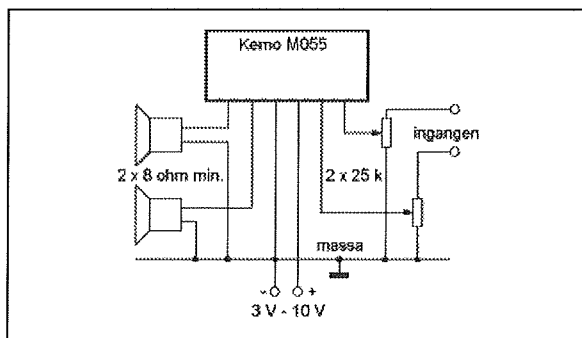 Kemo M055
ingangen
2 x 8 ohm min.
2 x 25 k
massa
- +
3 V - 10 V